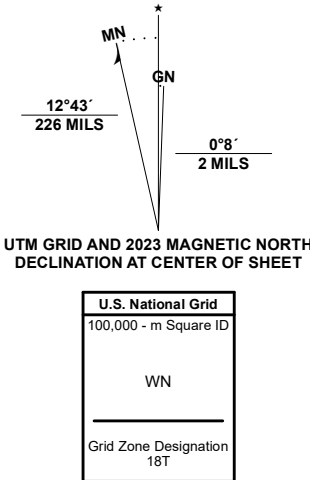 ★
MN
GN
12°43´
226 MILS
0°8´
2 MILS
UTM GRID AND 2023 MAGNETIC NORTH
DECLINATION AT CENTER OF SHEET
U.S. National Grid
100,000 - m Square ID
WN
Grid Zone Designation
18T